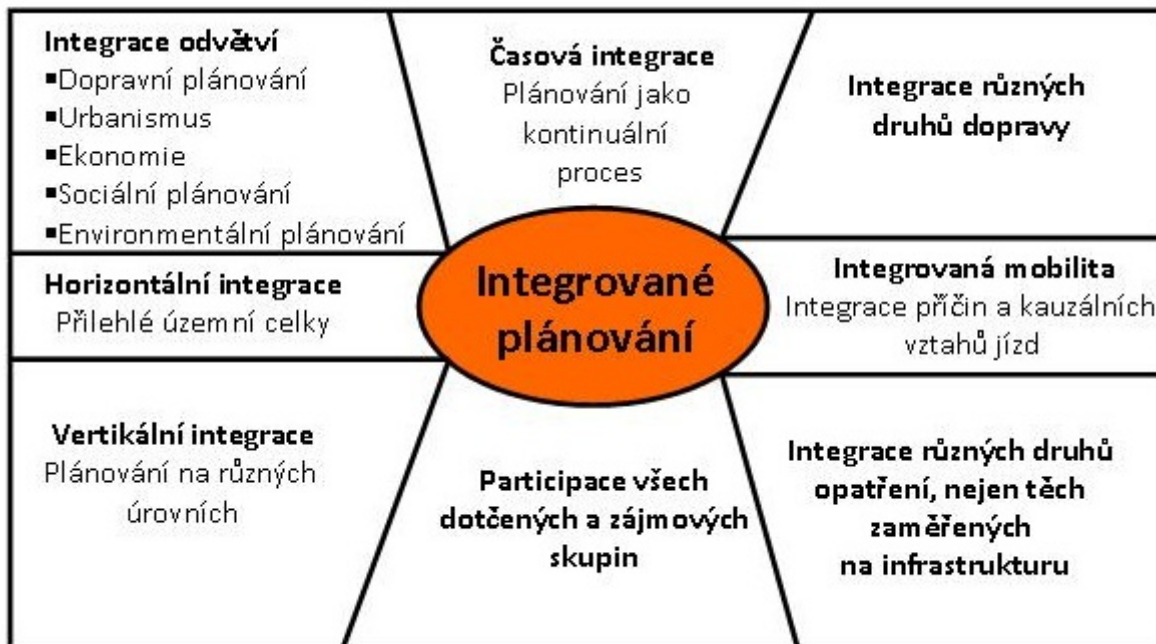 Integrace odvětví
▪Dopravní plánování
▪Urbanismus
▪Ekonomie
▪Sociální plánování
▪Environmentální plánování
Časová integrace
Plánování jako
kontinuální
proces
Integrace různých
druhů dopravy
Horizontální integrace
Přilehlé územní celky
Integrované
plánování
Integrovaná mobilita
Integrace příčin a kauzálních
vztahů jízd
Vertikální integrace
Plánování na různých
úrovních
Participace všech
dotčených a zájmových
skupin
Integrace různých druhů
opatření, nejen těch
zaměřených
na infrastrukturu